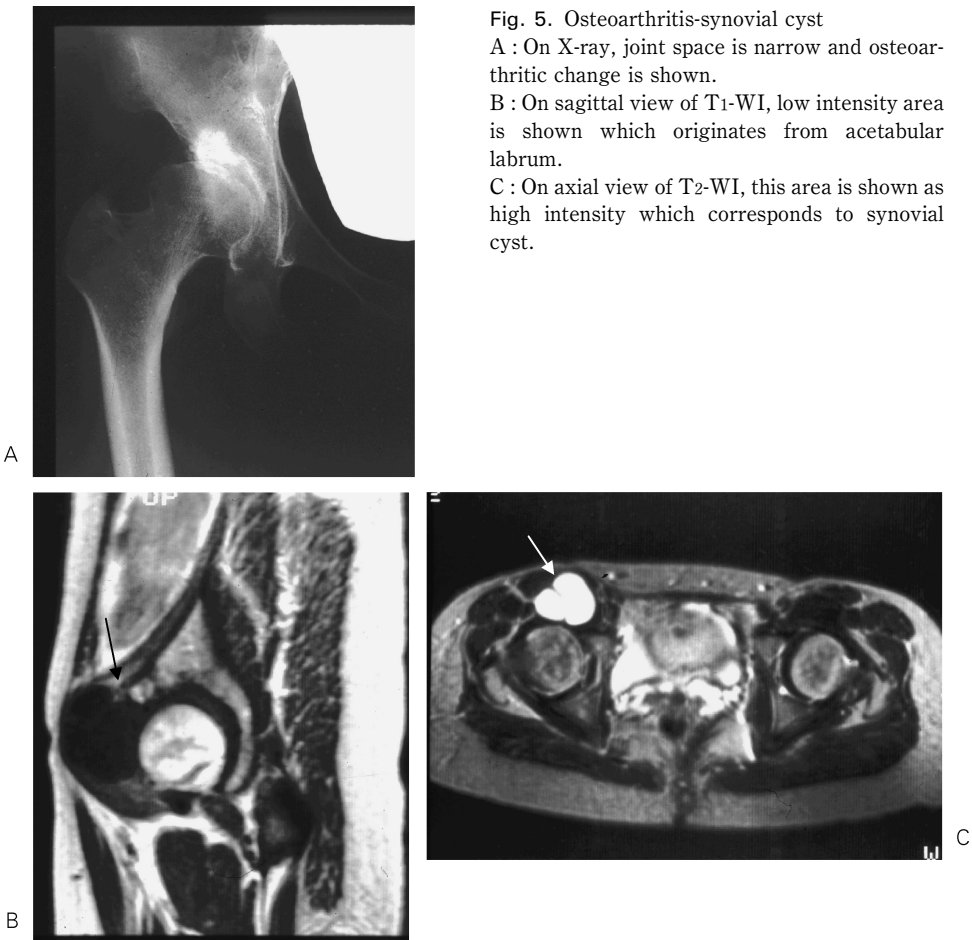 Fig. 5. Osteoarthritis-synovial cyst
A : On X-ray, joint space is narrow and osteoar-
thritic change is shown.
B : On sagittal view of T1-WI, low intensity area
is shown which originates from acetabular
labrum.
C : On axial view of T2-WI, this area is shown as
high intensity which corresponds to synovial
cyst.
A
B
C